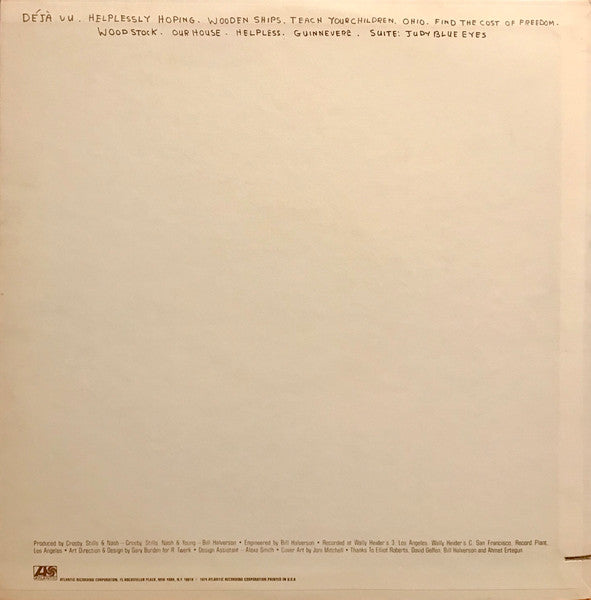 DÉJÀ VU . HELPLESSLY HOPING. WOODEN SHIPS. TEACH YOUR CHILDREN. OHIO. FIND THE COST OF FREEDOM.
WOODSTOCK. OUR HOUSE. HELPLESS. GUINNEVERE. SUITE: JUDY BLUE EYES
Produced by Crosby, Stills & Nash – Crosby, Stills, Nash & Young – Bill Halverson • Engineered by Bill Halverson • Recorded at Wally Heider's 3, Los Angeles, Wally Heider's C, San Francisco, Record Plant,
Los Angeles • Art Direction & Design by Gary Burden for R. Twerk • Design Assistant – Alexa Smith • Cover Art by Joni Mitchell • Thanks To Elliot Roberts, David Geffen, Bill Halverson and Ahmet Ertegun
ATLANTIC RECORDING CORPORATION, 75 ROCKEFELLER PLAZA, NEW YORK, N.Y. 10019 · 1974 ATLANTIC RECORDING CORPORATION PRINTED IN U.S.A.